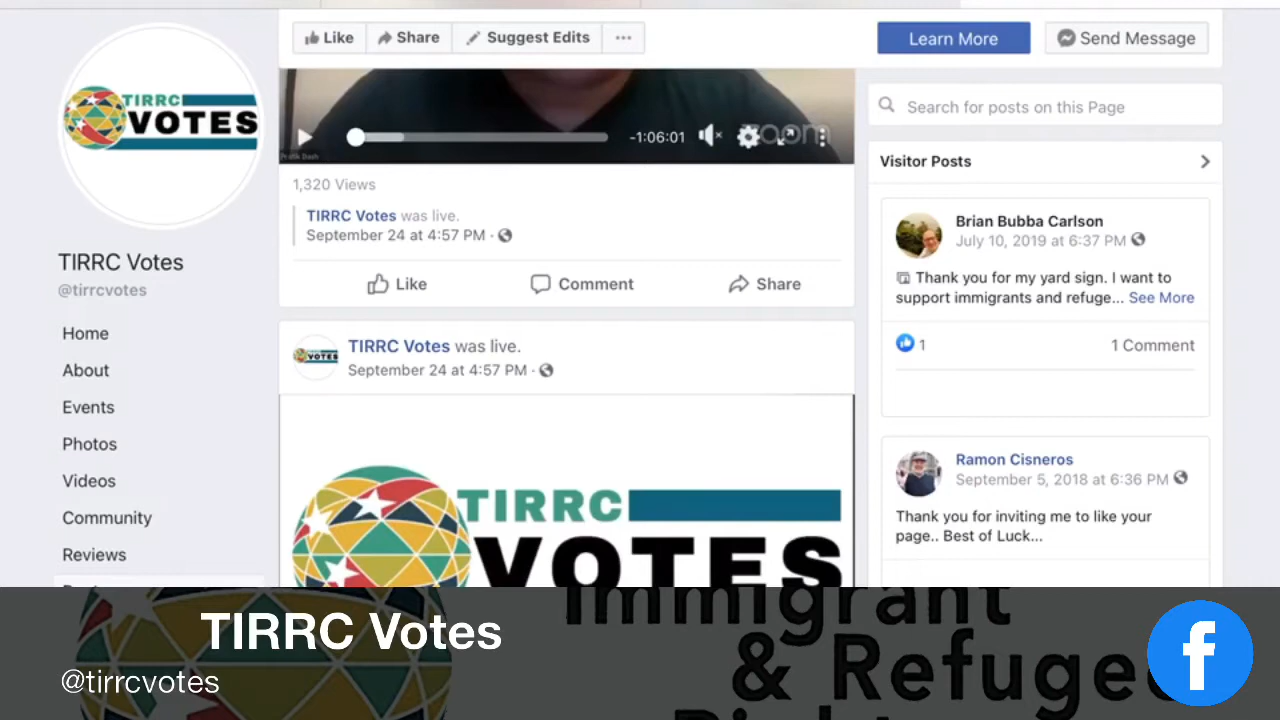 Like
Share
Suggest Edits
Learn More
Send Message
TIRRC
VOTES
-1:06:01
zoom
Pratik Dash
Search for posts on this Page
Visitor Posts
1,320 Views
TIRRC Votes was live.
September 24 at 4:57 PM ·
Like
Comment
Share
Brian Bubba Carlson
July 10, 2019 at 6:37 PM
Thank you for my yard sign. I want to
support immigrants and refuge... See More
1
1 Comment
TIRRC Votes
@tirrcvotes
Home
About
Events
Photos
Videos
Community
Reviews
VOTES
TIRRC Votes was live.
September 24 at 4:57 PM ·
TIRRC
VOTES
Ramon Cisneros
September 5, 2018 at 6:36 PM
Thank you for inviting me to like your
page.. Best of Luck...
Immigrant
& Refugee
TIRRC Votes
@tirrcvotes